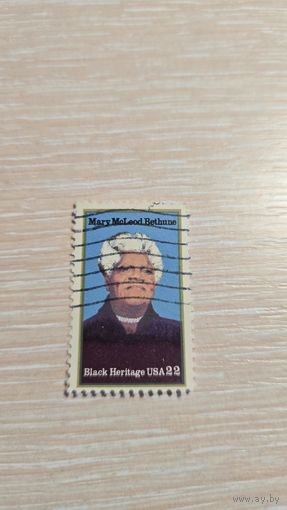 Mary McLeod Bethune
Black Heritage USA 22
www.ay.by